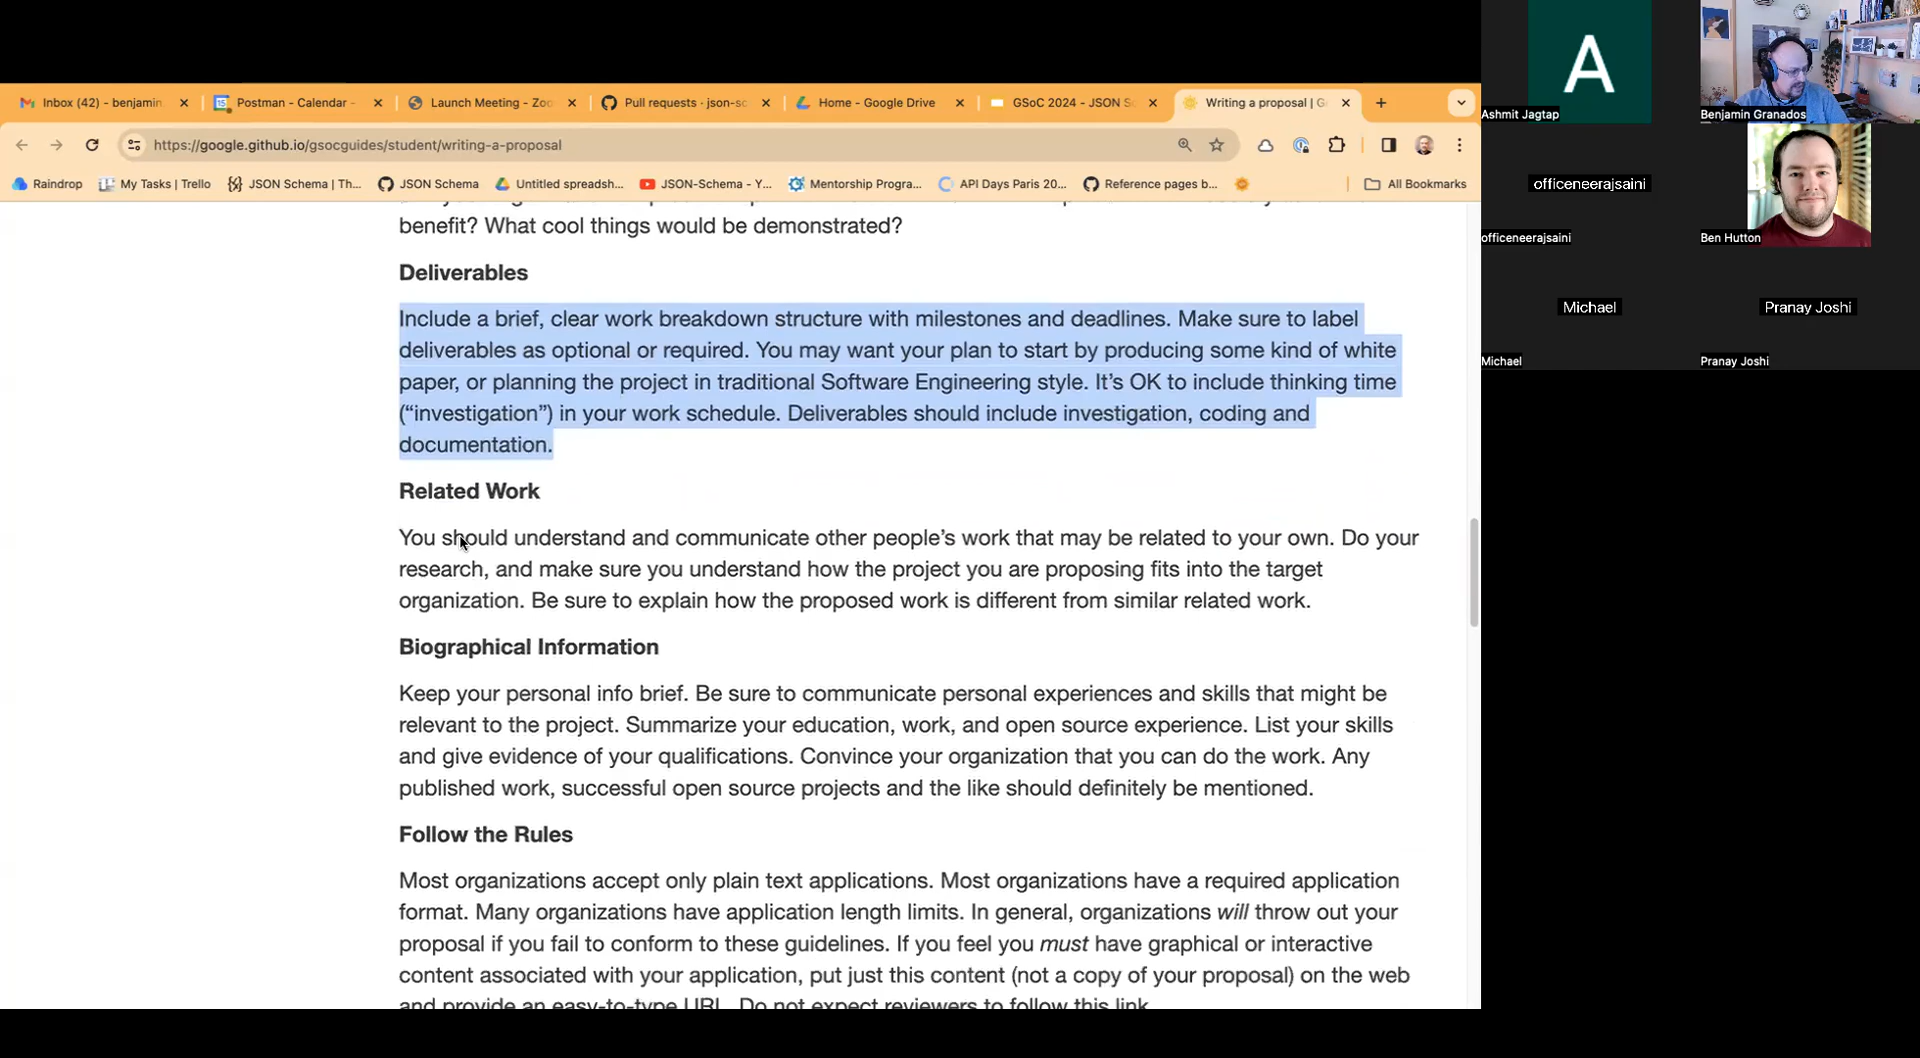 Inbox (42) - benjamin
Postman - Calendar -
Launch Meeting - Zoo
Pull requests · json-sc
Home - Google Drive
GSoC 2024 - JSON S
Writing a proposal | G
https://google.github.io/gsocguides/student/writing-a-proposal
Raindrop
My Tasks | Trello
JSON Schema | Th...
JSON Schema
Untitled spreadsh...
JSON-Schema - Y...
Mentorship Progra...
API Days Paris 20...
Reference pages b...
All Bookmarks
benefit? What cool things would be demonstrated?
Deliverables
Include a brief, clear work breakdown structure with milestones and deadlines. Make sure to label
deliverables as optional or required. You may want your plan to start by producing some kind of white
paper, or planning the project in traditional Software Engineering style. It’s OK to include thinking time
(“investigation”) in your work schedule. Deliverables should include investigation, coding and
documentation.
Related Work
You should understand and communicate other people’s work that may be related to your own. Do your
research, and make sure you understand how the project you are proposing fits into the target
organization. Be sure to explain how the proposed work is different from similar related work.
Biographical Information
Keep your personal info brief. Be sure to communicate personal experiences and skills that might be
relevant to the project. Summarize your education, work, and open source experience. List your skills
and give evidence of your qualifications. Convince your organization that you can do the work. Any
published work, successful open source projects and the like should definitely be mentioned.
Follow the Rules
Most organizations accept only plain text applications. Most organizations have a required application
format. Many organizations have application length limits. In general, organizations will throw out your
proposal if you fail to conform to these guidelines. If you feel you must have graphical or interactive
content associated with your application, put just this content (not a copy of your proposal) on the web
and provide an easy-to-type URL. Do not expect reviewers to follow this link.
A
Ashmit Jagtap
Benjamin Granados
officeneerajsaini
officeneerajsaini
Ben Hutton
Michael
Michael
Pranay Joshi
Pranay Joshi